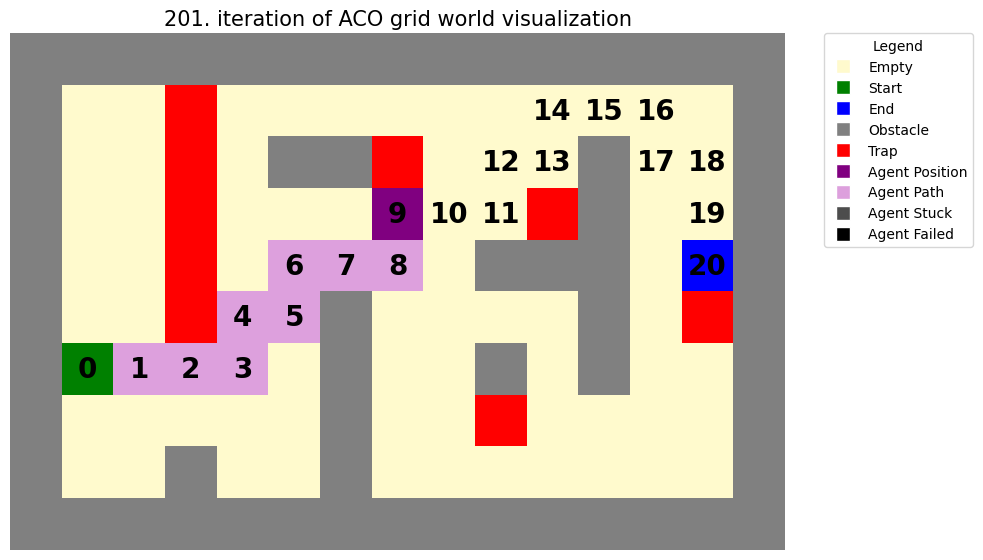 201. iteration of ACO grid world visualization
14 15 16
12 13 17 18
9 10 11 19
6 7 8 20
4 5
0 1 2 3
Legend
Empty
Start
End
Obstacle
Trap
Agent Position
Agent Path
Agent Stuck
Agent Failed